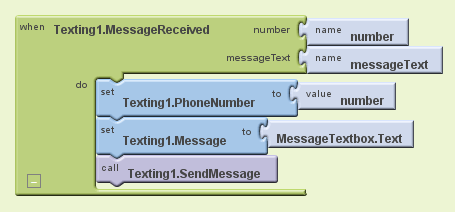 when Texting1.MessageReceived number name number
messageText name messageText
do
set Texting1.PhoneNumber to value number
set Texting1.Message to MessageTextbox.Text
call Texting1.SendMessage